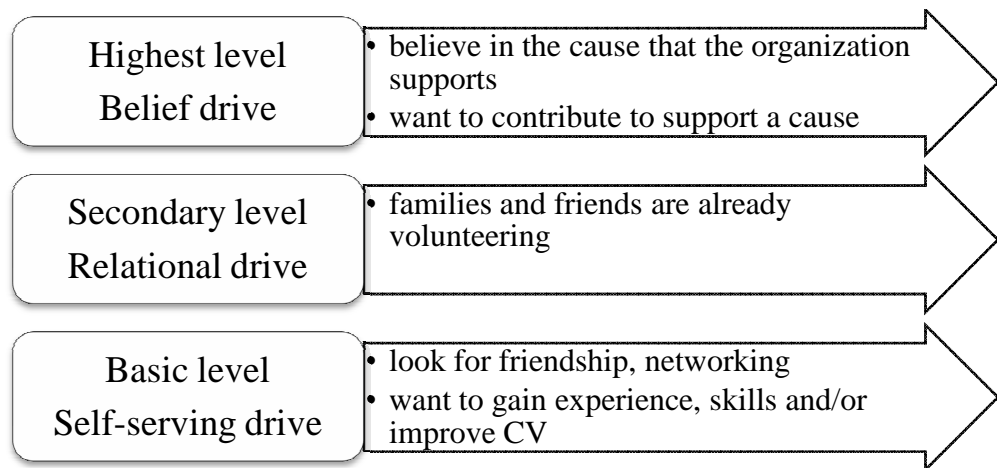 Highest level
Belief drive
• believe in the cause that the organization
supports
• want to contribute to support a cause
Secondary level
Relational drive
• families and friends are already
volunteering
Basic level
Self-serving drive
• look for friendship, networking
• want to gain experience, skills and/or
improve CV